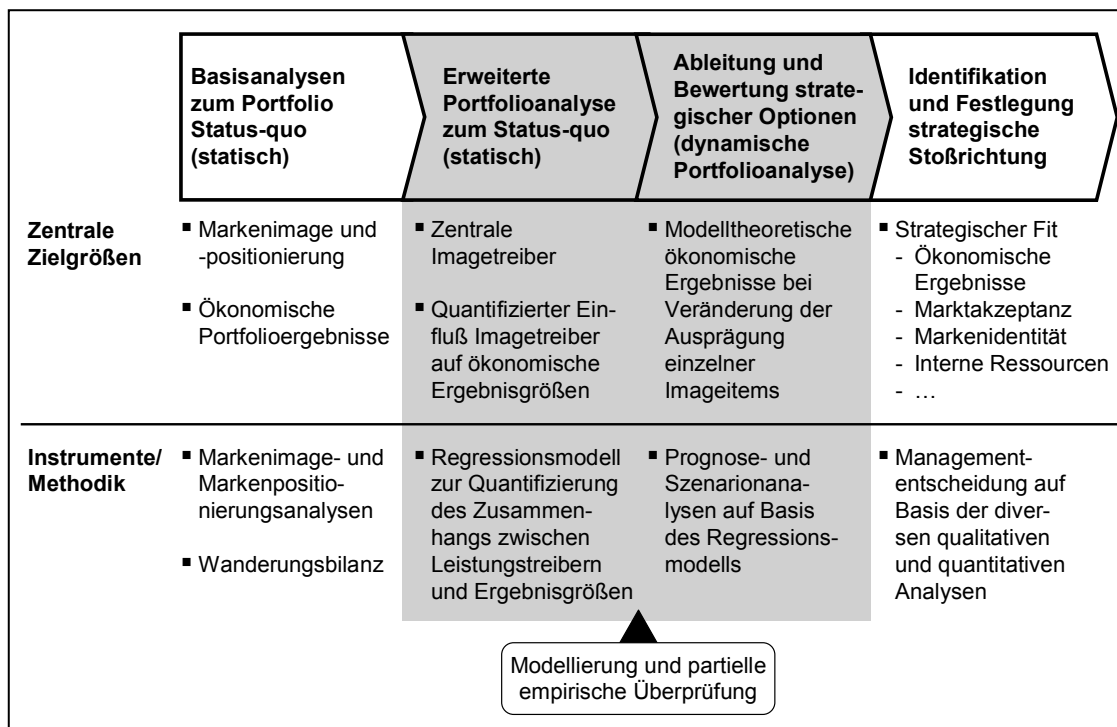 Basisanalysen
zum Portfolio
Status-quo
(statisch)
Erweiterte
Portfolioanalyse
zum Status-quo
(statisch)
Ableitung und
Bewertung strate-
gischer Optionen
(dynamische
Portfolioanalyse)
Identifikation
und Festlegung
strategische
Stoßrichtung
Zentrale
Zielgrößen
▪ Markenimage und
-positionierung
▪ Ökonomische
Portfolioergebnisse
▪ Zentrale
Imagetreiber
▪ Quantifizierter Ein-
fluß Imagetreiber
auf ökonomische
Ergebnisgrößen
▪ Modelltheoretische
ökonomische
Ergebnisse bei
Veränderung der
Ausprägung
einzelner
Imageitems
▪ Strategischer Fit
- Ökonomische
Ergebnisse
- Marktakzeptanz
- Markenidentität
- Interne Ressourcen
- …
Instrumente/
Methodik
▪ Markenimage- und
Markenpositio-
nierungsanalysen
▪ Wanderungsbilanz
▪ Regressionsmodell
zur Quantifizierung
des Zusammen-
hangs zwischen
Leistungstreibern
und Ergebnisgrößen
▪ Prognose- und
Szenarionana-
lysen auf Basis
des Regressions-
modells
▪ Management-
entscheidung auf
Basis der diver-
sen qualitativen
und quantitativen
Analysen
Modellierung und partielle
empirische Überprüfung